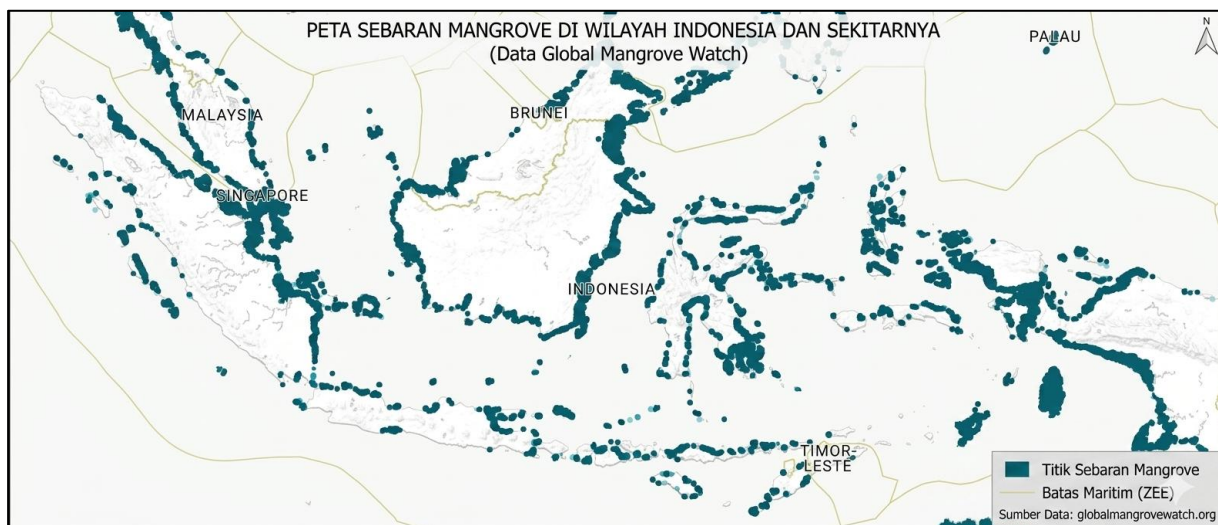 PETA SEBARAN MANGROVE DI WILAYAH INDONESIA DAN SEKITARNYA
(Data Global Mangrove Watch)
N
PALAU
MALAYSIA
BRUNEI
SINGAPORE
INDONESIA
TIMOR-
LESTE
Titik Sebaran Mangrove
Batas Maritim (ZEE)
Sumber Data: globalmangrovewatch.org